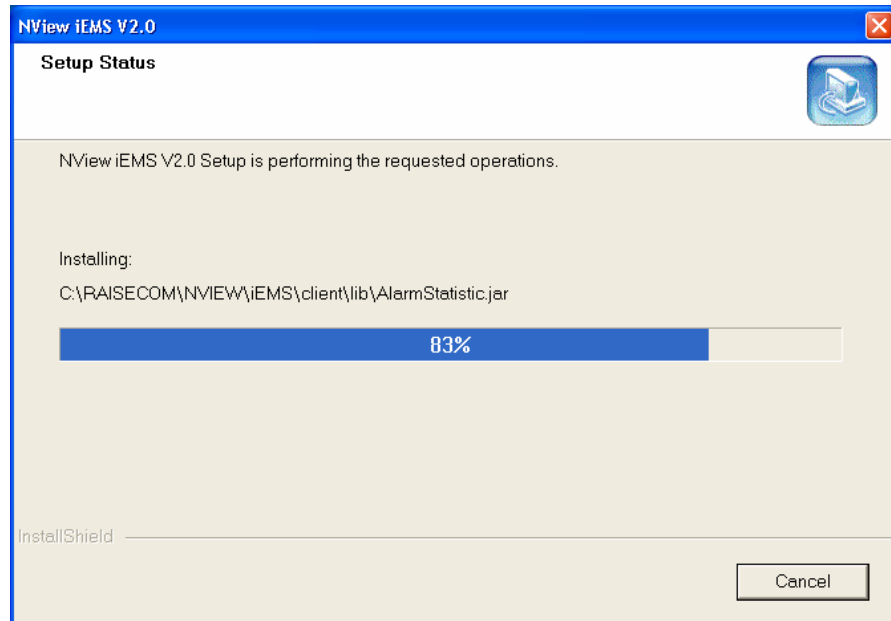 NView iEMS V2.0
Setup Status
NView iEMS V2.0 Setup is performing the requested operations.
Installing:
C:\RAISECOM\NVIEW\iEMS\client\lib\AlarmStatistic.jar
83%
InstallShield
Cancel